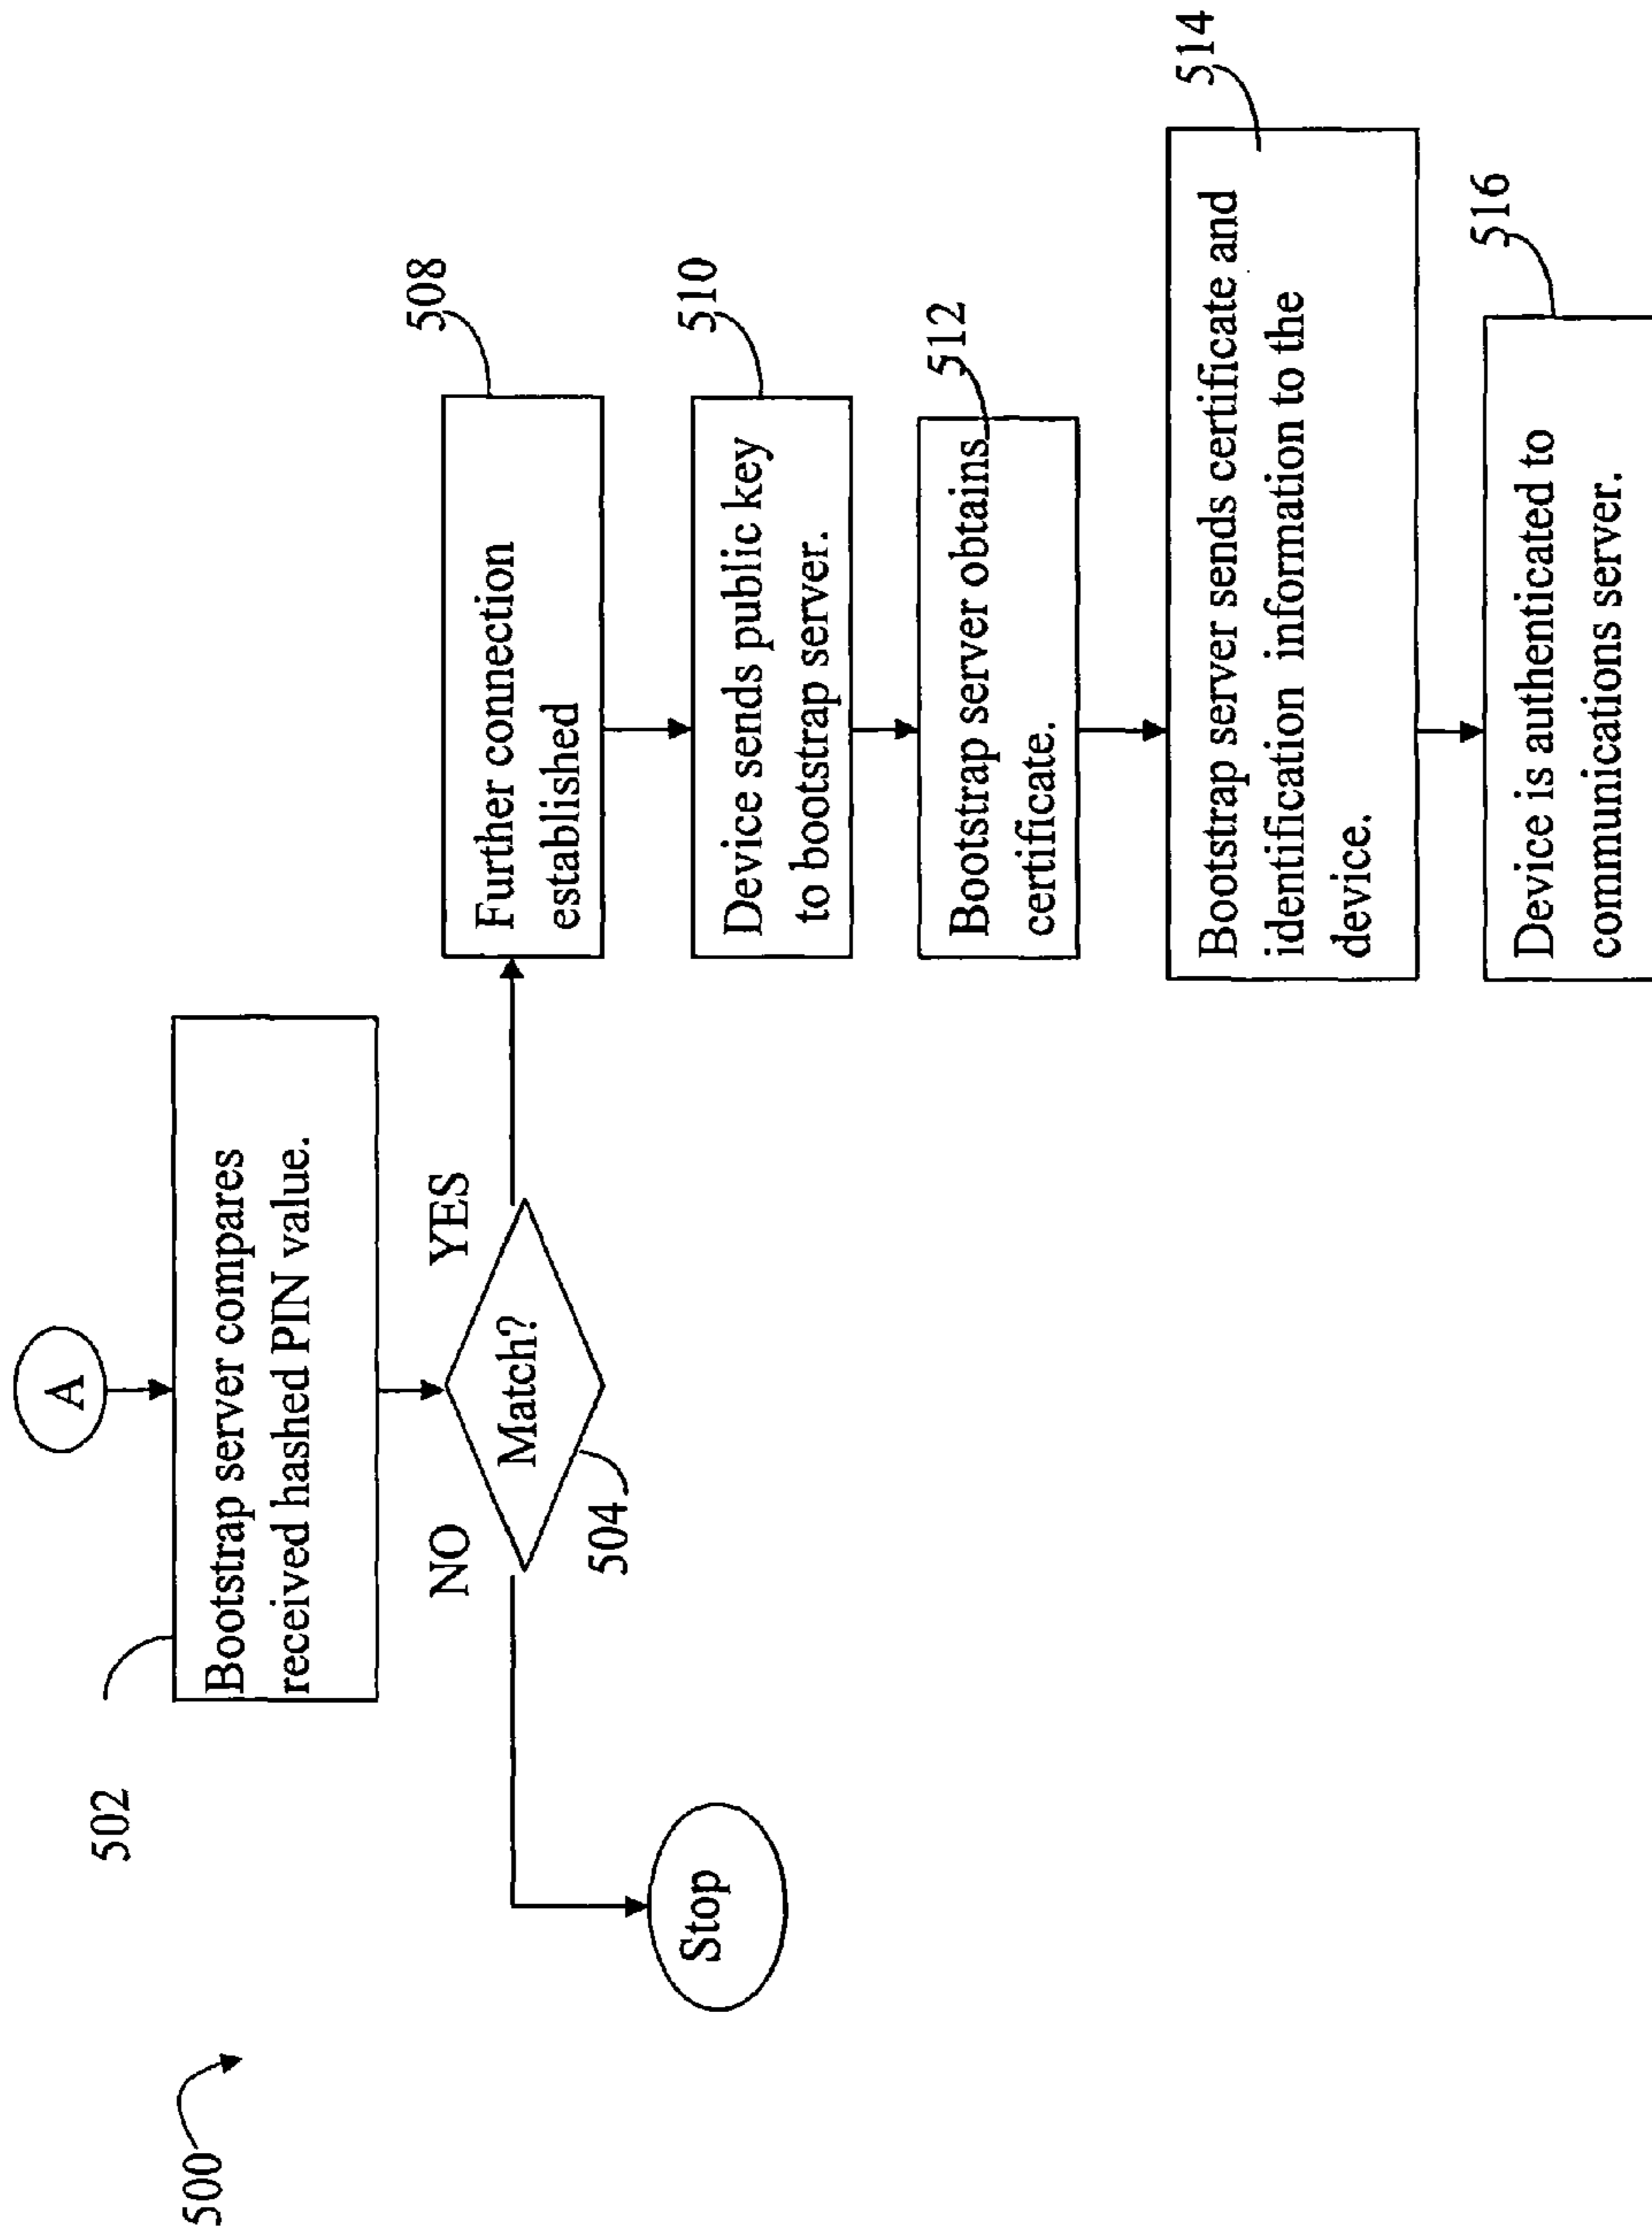 500
A
502
Bootstrap server compares
received hashed PIN value.
NO
Match?
YES
504
Stop
Further connection
established
508
Device sends public key
to bootstrap server.
510
Bootstrap server obtains
certificate.
512
Bootstrap server sends certificate and
identification information to the
device.
514
Device is authenticated to
communications server.
516